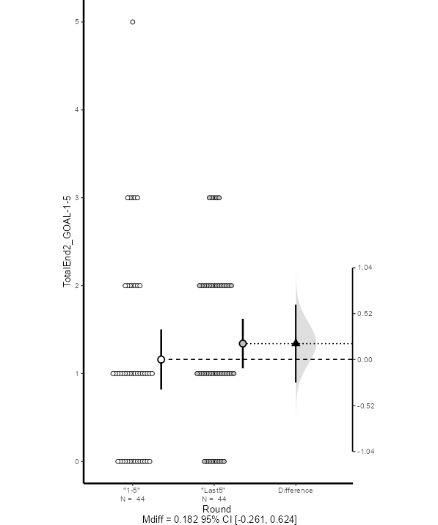 5
4
3
2
1
0
TotalEnd2_GOAL-1-5
1.04
0.52
0.00
-0.52
-1.04
"1-5" "Last5" Difference
N = 44 N = 44
Round
Mdiff = 0.182 95% CI [-0.261, 0.624]